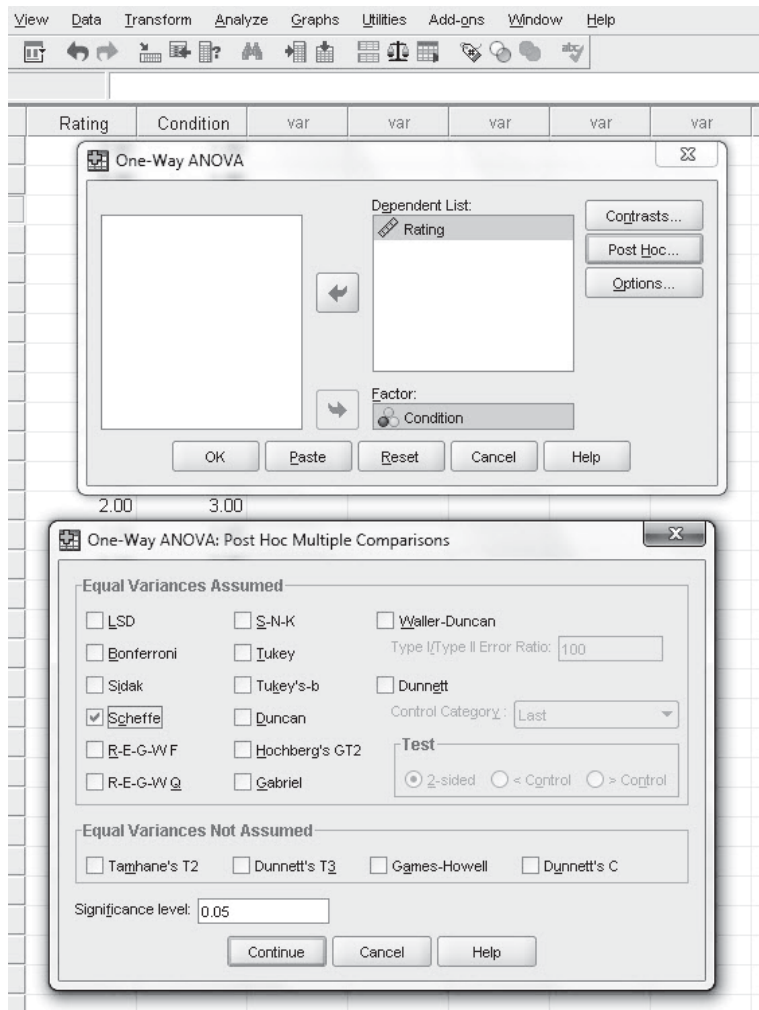 View Data Transform Analyze Graphs Utilities Add-ons Window Help
Rating Condition var var var var var
One-Way ANOVA
Dependent List:
Rating
Contrasts...
Post Hoc...
Options...
Factor:
Condition
OK Paste Reset Cancel Help
2.00 3.00
One-Way ANOVA: Post Hoc Multiple Comparisons
Equal Variances Assumed
LSD S-N-K Waller-Duncan
Bonferroni Tukey Type I/Type II Error Ratio: 100
Sidak Tukey's-b Dunnett
Scheffe Duncan Control Category : Last
R-E-G-W F Hochberg's GT2 Test
R-E-G-W Q Gabriel 2-sided < Control > Control
Equal Variances Not Assumed
Tamhane's T2 Dunnett's T3 Games-Howell Dunnett's C
Significance level: 0.05
Continue Cancel Help